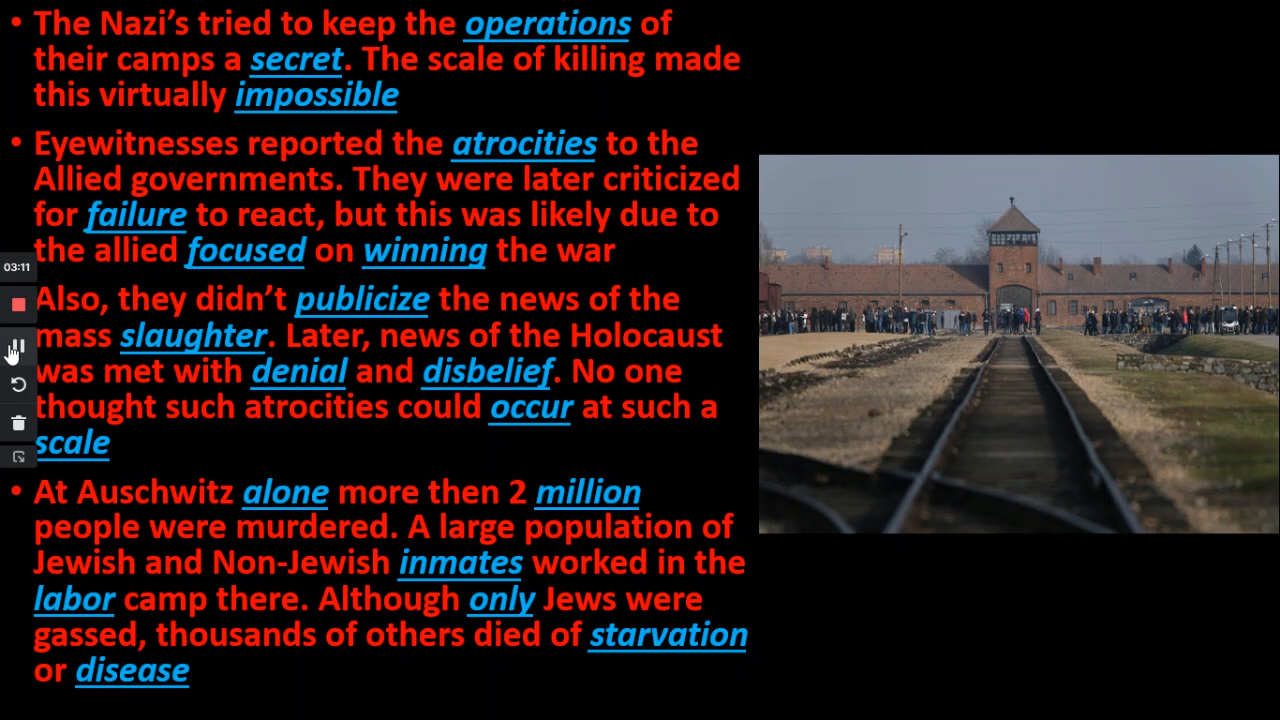 • The Nazi's tried to keep the operations of
their camps a secret. The scale of killing made
this virtually impossible
• Eyewitnesses reported the atrocities to the
Allied governments. They were later criticized
for failure to react, but this was likely due to
the allied focused on winning the war
Also, they didn't publicize the news of the
mass slaughter. Later, news of the Holocaust
was met with denial and disbelief. No one
thought such atrocities could occur at such a
scale
• At Auschwitz alone more then 2 million
people were murdered. A large population of
Jewish and Non-Jewish inmates worked in the
labor camp there. Although only Jews were
gassed, thousands of others died of starvation
or disease
03:11